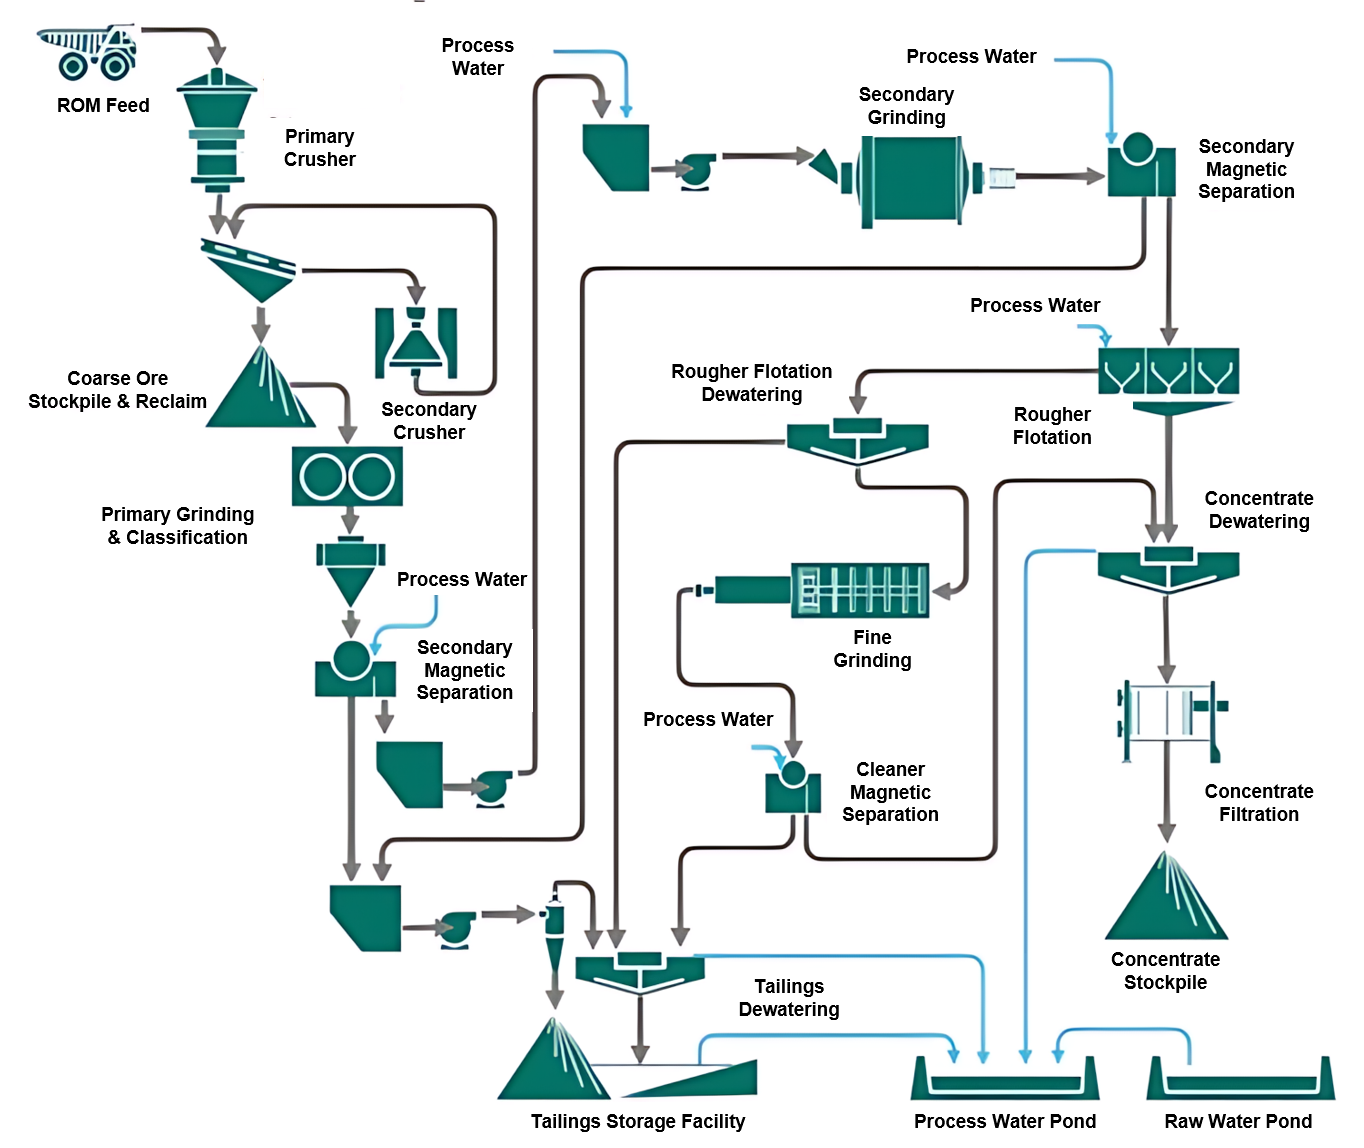 Process
Water
Process Water
ROM Feed
Secondary
Grinding
Primary
Crusher
Secondary
Magnetic
Separation
Process Water
Coarse Ore
Stockpile & Reclaim
Rougher Flotation
Dewatering
Secondary
Crusher
Rougher
Flotation
Primary Grinding
& Classification
Concentrate
Dewatering
Process Water
Secondary
Magnetic
Separation
Fine
Grinding
Process Water
Cleaner
Magnetic
Separation
Concentrate
Filtration
Concentrate
Stockpile
Tailings
Dewatering
Tailings Storage Facility
Process Water Pond
Raw Water Pond